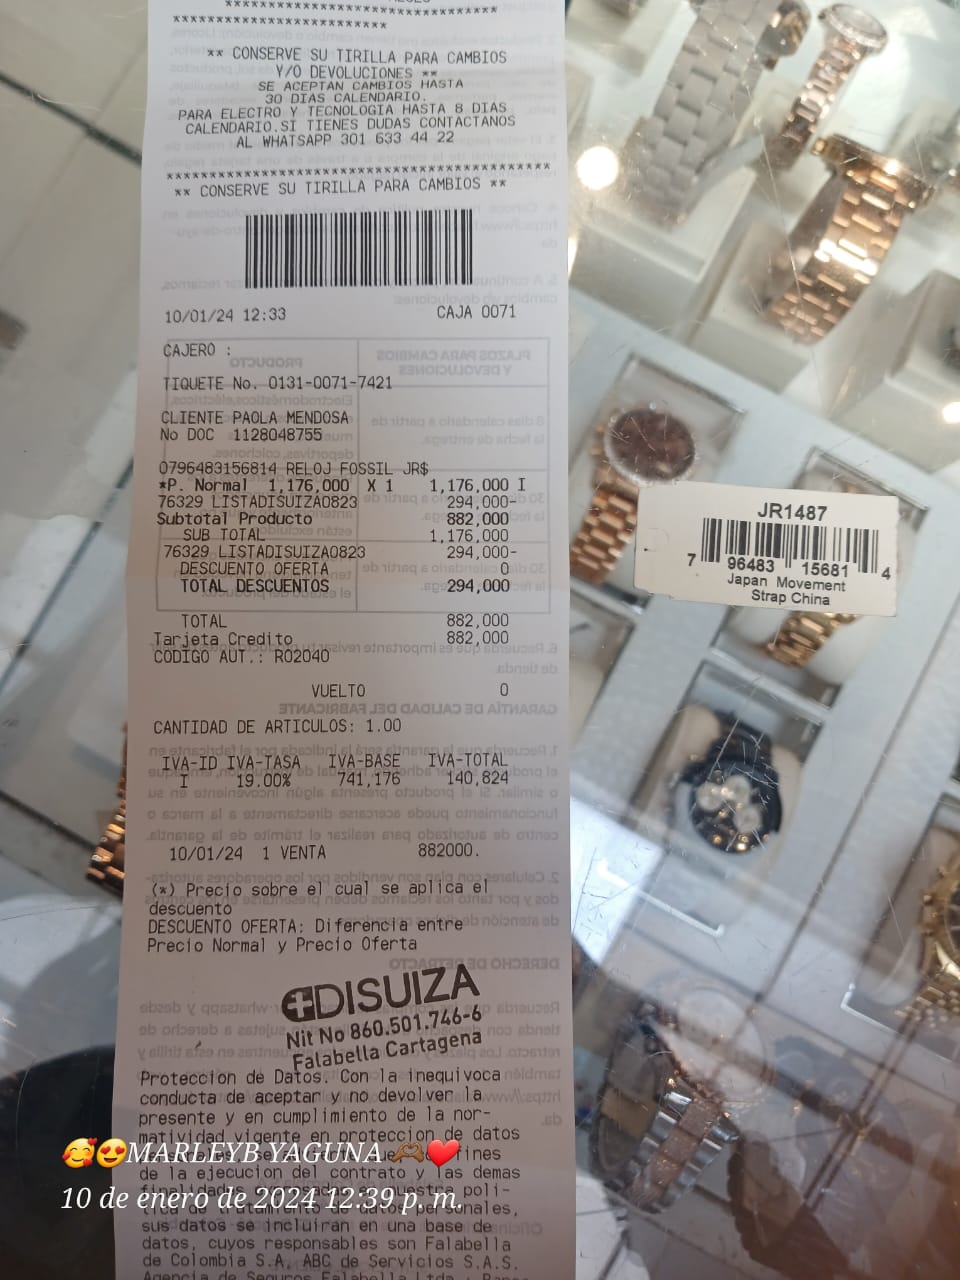 ** CONSERVE SU TIRILLA PARA CAMBIOS
Y/O DEVOLUCIONES **
SE ACEPTAN CAMBIOS HASTA
30 DIAS CALENDARIO.
PARA ELECTRO Y TECNOLOGIA HASTA 8 DIAS
CALENDARIO.SI TIENES DUDAS CONTACTANOS
AL WHATSAPP 301 633 44 22
** CONSERVE SU TIRILLA PARA CAMBIOS **
10/01/24 12:33 CAJA 0071
CAJERO :
TIQUETE No. 0131-0071-7421
CLIENTE PAOLA MENDOSA
No DOC 1128048755
0796483156814 RELOJ FOSSIL JR$
*P. Normal 1,176,000 X 1 1,176,000 I
76329 LISTADISUIZA0823 294,000-
Subtotal Producto 882,000
SUB TOTAL 1,176,000
76329 LISTADISUIZA0823 294,000-
DESCUENTO OFERTA 0
TOTAL DESCUENTOS 294,000
TOTAL 882,000
Tarjeta Credito 882,000
CODIGO AUT.: R02040
VUELTO 0
CANTIDAD DE ARTICULOS: 1.00
IVA-ID IVA-TASA IVA-BASE IVA-TOTAL
I 19.00% 741,176 140,824
10/01/24 1 VENTA 882000.
(*) Precio sobre el cual se aplica el
descuento
DESCUENTO OFERTA: Diferencia entre
Precio Normal y Precio Oferta
DISUIZA
Nit No 860.501.746-6
Falabella Cartagena
Proteccion de Datos. Con la inequivoca
conducta de aceptar y no devolver la
presente y en cumplimiento de la nor-
matividad vigente en proteccion de datos
fines
de la ejecucion del contrato y las demas
poli-
sus datos se incluiran en una base de
datos, cuyos responsables son Falabella
de Colombia S.A, ABC de Servicios S.A.S.
Agencia de Seguros Falabella Ltda
JR1487
7 96483 15681 4
Japan Movement
Strap China
🥰😍MARLEYB YAGUNA 🫶🏽❤️
10 de enero de 2024 12:39 p. m.